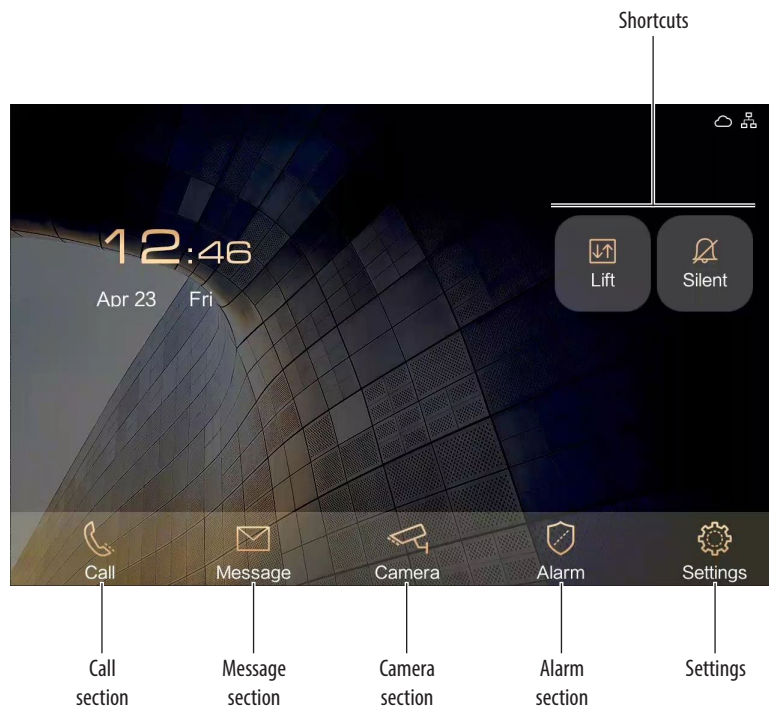 Shortcuts
12:46
Apr 23 Fri
Lift
Silent
Call
Message
Camera
Alarm
Settings
Call
section
Message
section
Camera
section
Alarm
section
Settings